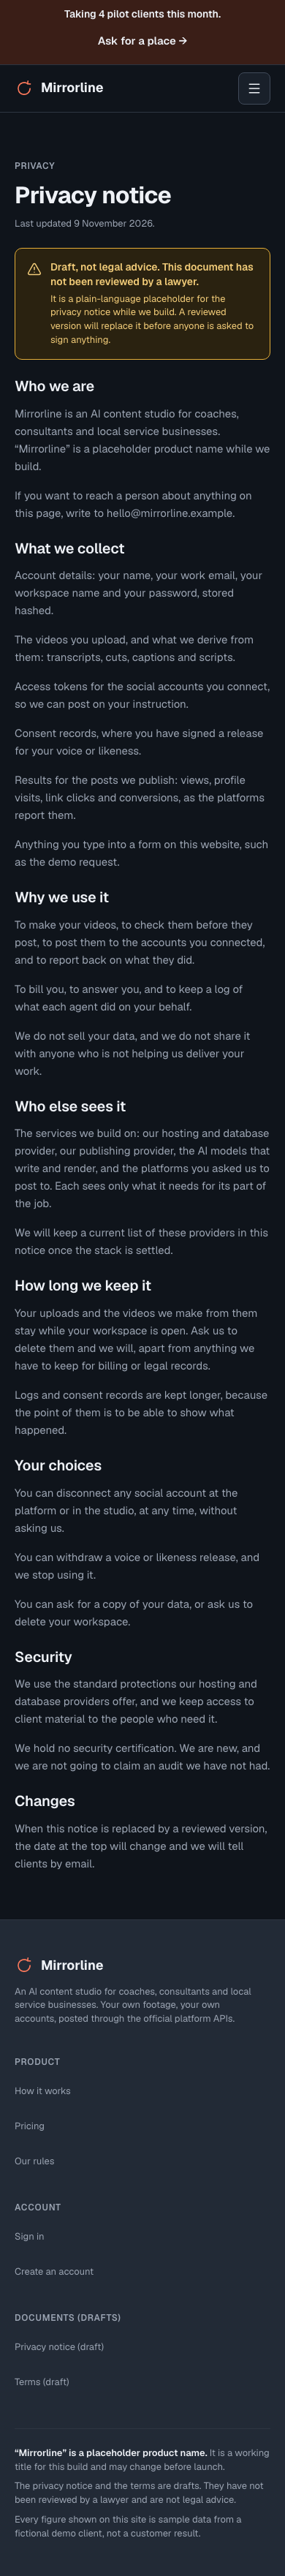 Taking 4 pilot clients this month.
Ask for a place →
Mirrorline
PRIVACY
Privacy notice
Last updated 9 November 2026.
Draft, not legal advice. This document has
not been reviewed by a lawyer.
It is a plain-language placeholder for the
privacy notice while we build. A reviewed
version will replace it before anyone is asked to
sign anything.
Who we are
Mirrorline is an AI content studio for coaches,
consultants and local service businesses.
“Mirrorline” is a placeholder product name while we
build.
If you want to reach a person about anything on
this page, write to hello@mirrorline.example.
What we collect
Account details: your name, your work email, your
workspace name and your password, stored
hashed.
The videos you upload, and what we derive from
them: transcripts, cuts, captions and scripts.
Access tokens for the social accounts you connect,
so we can post on your instruction.
Consent records, where you have signed a release
for your voice or likeness.
Results for the posts we publish: views, profile
visits, link clicks and conversions, as the platforms
report them.
Anything you type into a form on this website, such
as the demo request.
Why we use it
To make your videos, to check them before they
post, to post them to the accounts you connected,
and to report back on what they did.
To bill you, to answer you, and to keep a log of
what each agent did on your behalf.
We do not sell your data, and we do not share it
with anyone who is not helping us deliver your
work.
Who else sees it
The services we build on: our hosting and database
provider, our publishing provider, the AI models that
write and render, and the platforms you asked us to
post to. Each sees only what it needs for its part of
the job.
We will keep a current list of these providers in this
notice once the stack is settled.
How long we keep it
Your uploads and the videos we make from them
stay while your workspace is open. Ask us to
delete them and we will, apart from anything we
have to keep for billing or legal records.
Logs and consent records are kept longer, because
the point of them is to be able to show what
happened.
Your choices
You can disconnect any social account at the
platform or in the studio, at any time, without
asking us.
You can withdraw a voice or likeness release, and
we stop using it.
You can ask for a copy of your data, or ask us to
delete your workspace.
Security
We use the standard protections our hosting and
database providers offer, and we keep access to
client material to the people who need it.
We hold no security certification. We are new, and
we are not going to claim an audit we have not had.
Changes
When this notice is replaced by a reviewed version,
the date at the top will change and we will tell
clients by email.
Mirrorline
An AI content studio for coaches, consultants and local
service businesses. Your own footage, your own
accounts, posted through the official platform APIs.
PRODUCT
How it works
Pricing
Our rules
ACCOUNT
Sign in
Create an account
DOCUMENTS (DRAFTS)
Privacy notice (draft)
Terms (draft)
“Mirrorline” is a placeholder product name. It is a working
title for this build and may change before launch.
The privacy notice and the terms are drafts. They have not
been reviewed by a lawyer and are not legal advice.
Every figure shown on this site is sample data from a
fictional demo client, not a customer result.